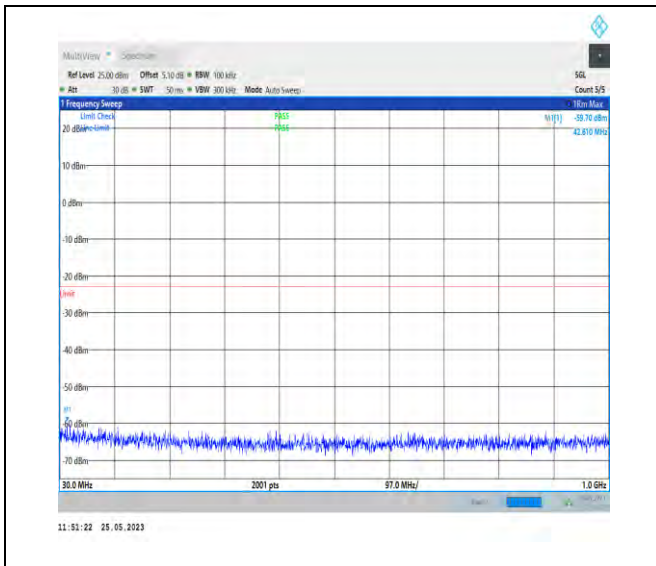 MultiView Spectrum
Ref Level 25.00 dBm Offset 5.10 dB RBW 100 kHz SGL
Att 30 dB SWT 50 ms VBW 300 kHz Mode Auto Sweep Count 5/5
1 Frequency Sweep 1Rm Max
Limit Check PASS M1[1] -59.70 dBm
Line Limit PASS 42.610 MHz
20 dBm
10 dBm
0 dBm
-10 dBm
-20 dBm
Limit
-30 dBm
-40 dBm
-50 dBm
M1
-60 dBm
-70 dBm
30.0 MHz 2001 pts 97.0 MHz/ 1.0 GHz
11:51:22 25.05.2023